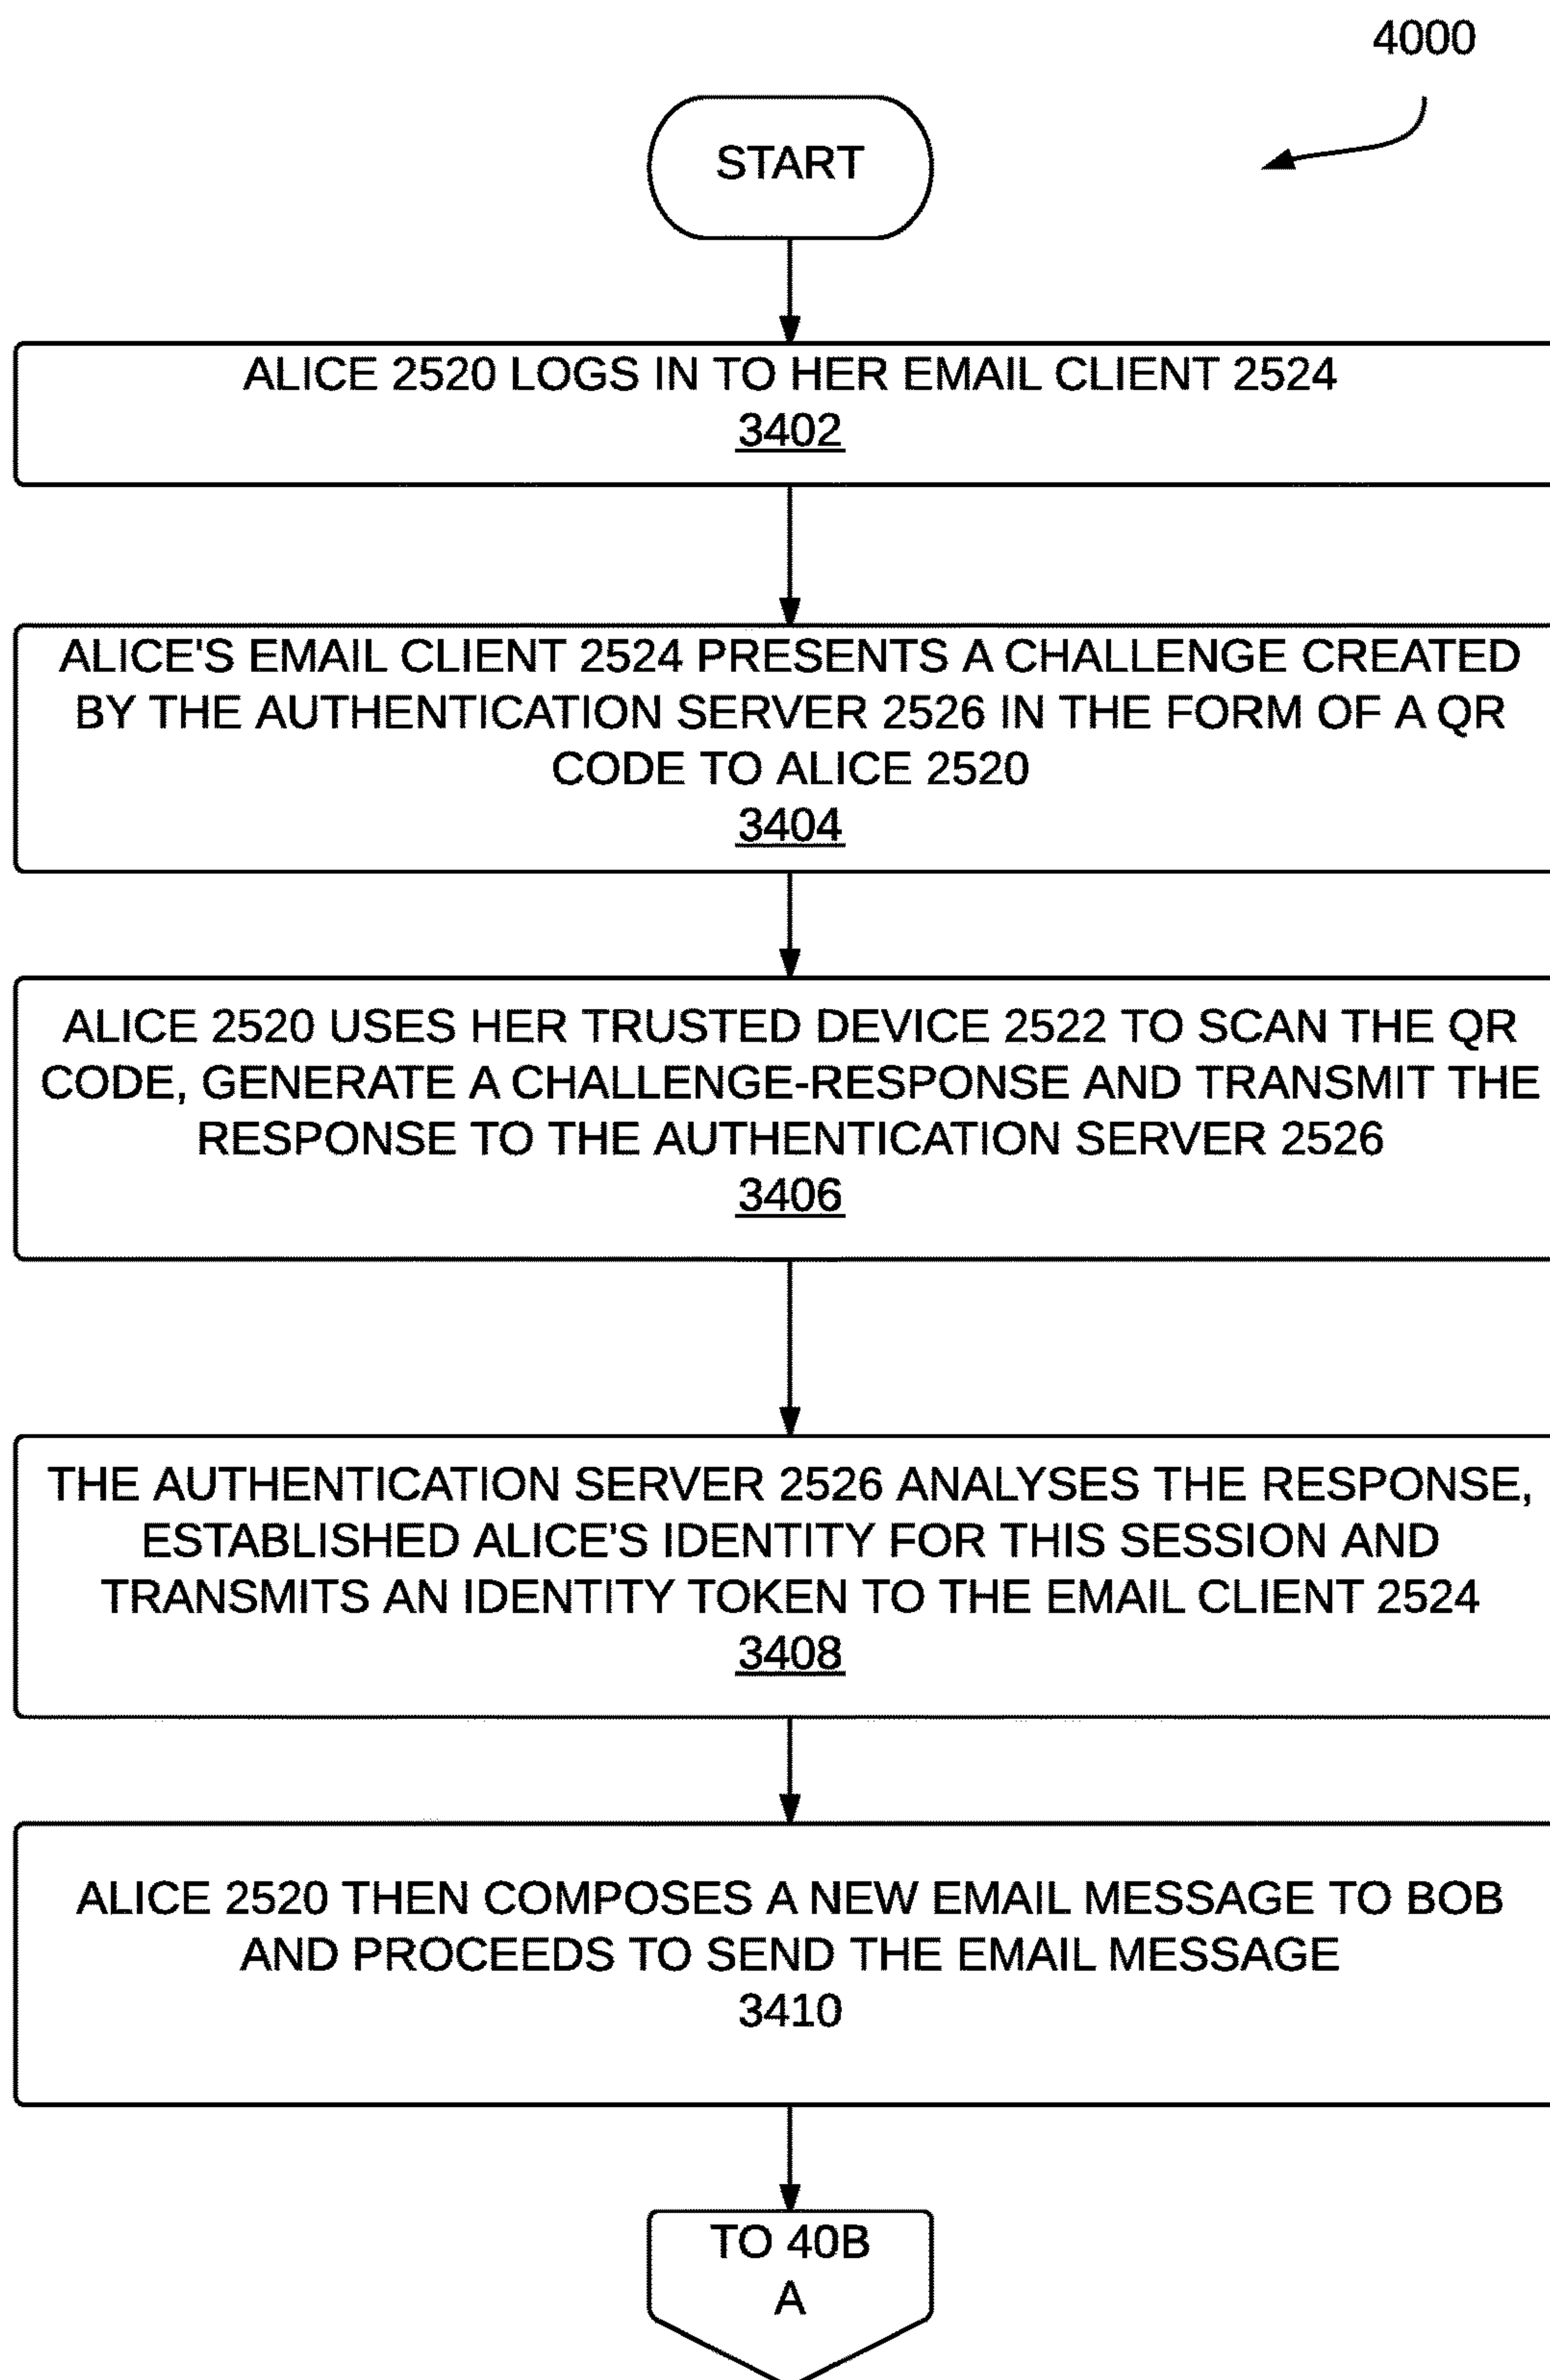 4000
START
ALICE 2520 LOGS IN TO HER EMAIL CLIENT 2524
3402
ALICE'S EMAIL CLIENT 2524 PRESENTS A CHALLENGE CREATED
BY THE AUTHENTICATION SERVER 2526 IN THE FORM OF A QR
CODE TO ALICE 2520
3404
ALICE 2520 USES HER TRUSTED DEVICE 2522 TO SCAN THE QR
CODE, GENERATE A CHALLENGE-RESPONSE AND TRANSMIT THE
RESPONSE TO THE AUTHENTICATION SERVER 2526
3406
THE AUTHENTICATION SERVER 2526 ANALYSES THE RESPONSE,
ESTABLISHED ALICE'S IDENTITY FOR THIS SESSION AND
TRANSMITS AN IDENTITY TOKEN TO THE EMAIL CLIENT 2524
3408
ALICE 2520 THEN COMPOSES A NEW EMAIL MESSAGE TO BOB
AND PROCEEDS TO SEND THE EMAIL MESSAGE
3410
TO 40B
A